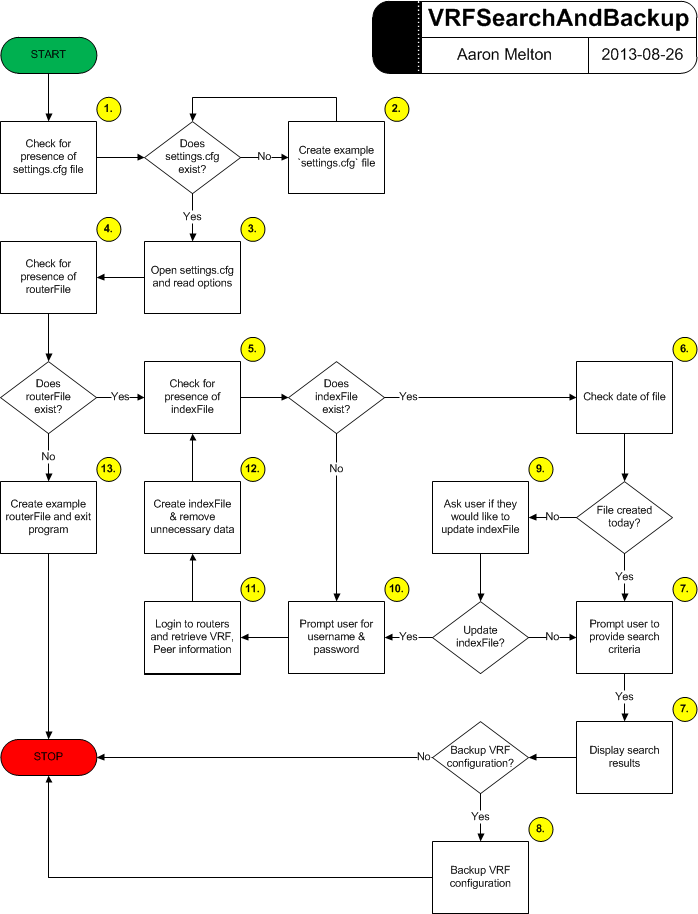 VRFSearchAndBackup
Aaron Melton
2013-08-26
START
1.
Check for
presence of
settings.cfg file
Does
settings.cfg
exist?
No
2.
Create example
`settings.cfg` file
Yes
3.
Open settings.cfg
and read options
4.
Check for
presence of
routerFile
Does
routerFile
exist?
Yes
No
5.
Check for
presence of
indexFile
Does
indexFile
exist?
Yes
No
6.
Check date of file
File created
today?
No
Yes
9.
Ask user if they
would like to
update indexFile
Update
indexFile?
Yes
No
13.
Create example
routerFile and exit
program
12.
Create indexFile
& remove
unnecessary data
11.
Login to routers
and retrieve VRF,
Peer information
10.
Prompt user for
username &
password
7.
Prompt user to
provide search
criteria
Yes
7.
Display search
results
Backup VRF
configuration?
No
Yes
8.
Backup VRF
configuration
STOP